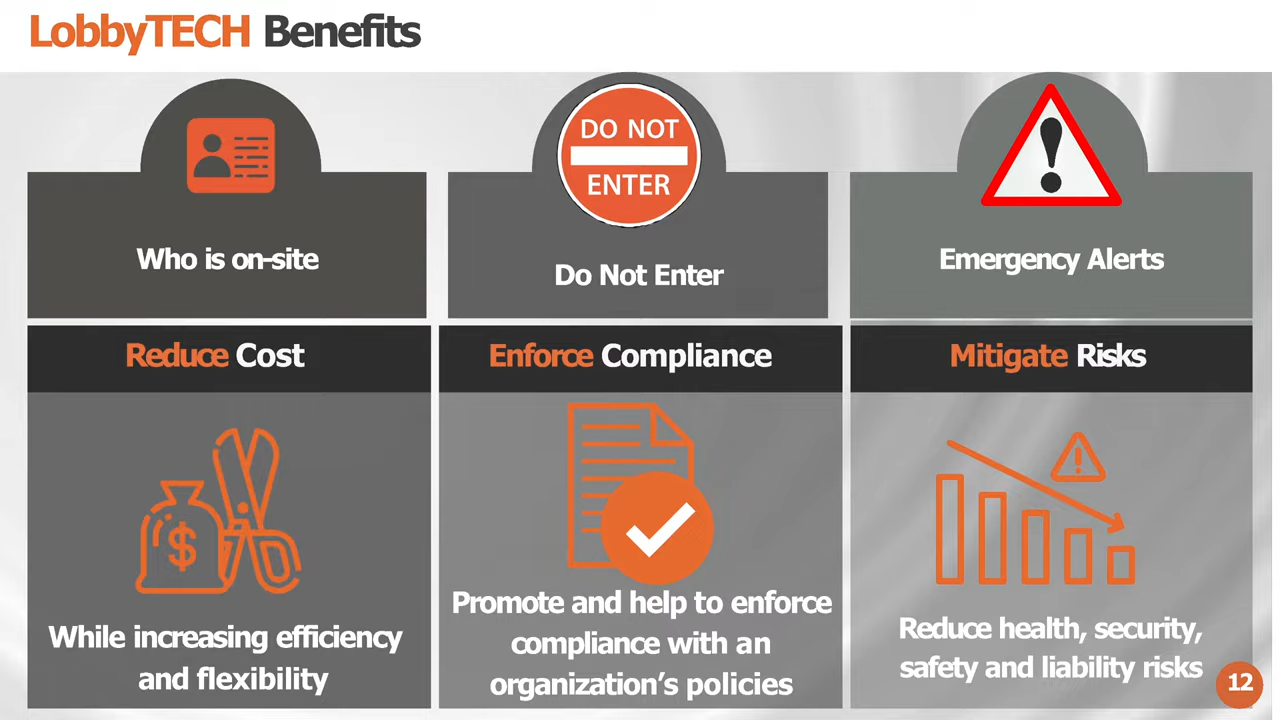 LobbyTECH Benefits
DO NOT
ENTER
Who is on-site
Do Not Enter
Emergency Alerts
Reduce Cost
Enforce Compliance
Mitigate Risks
$
While increasing efficiency
and flexibility
Promote and help to enforce
compliance with an
organization’s policies
Reduce health, security,
safety and liability risks
12